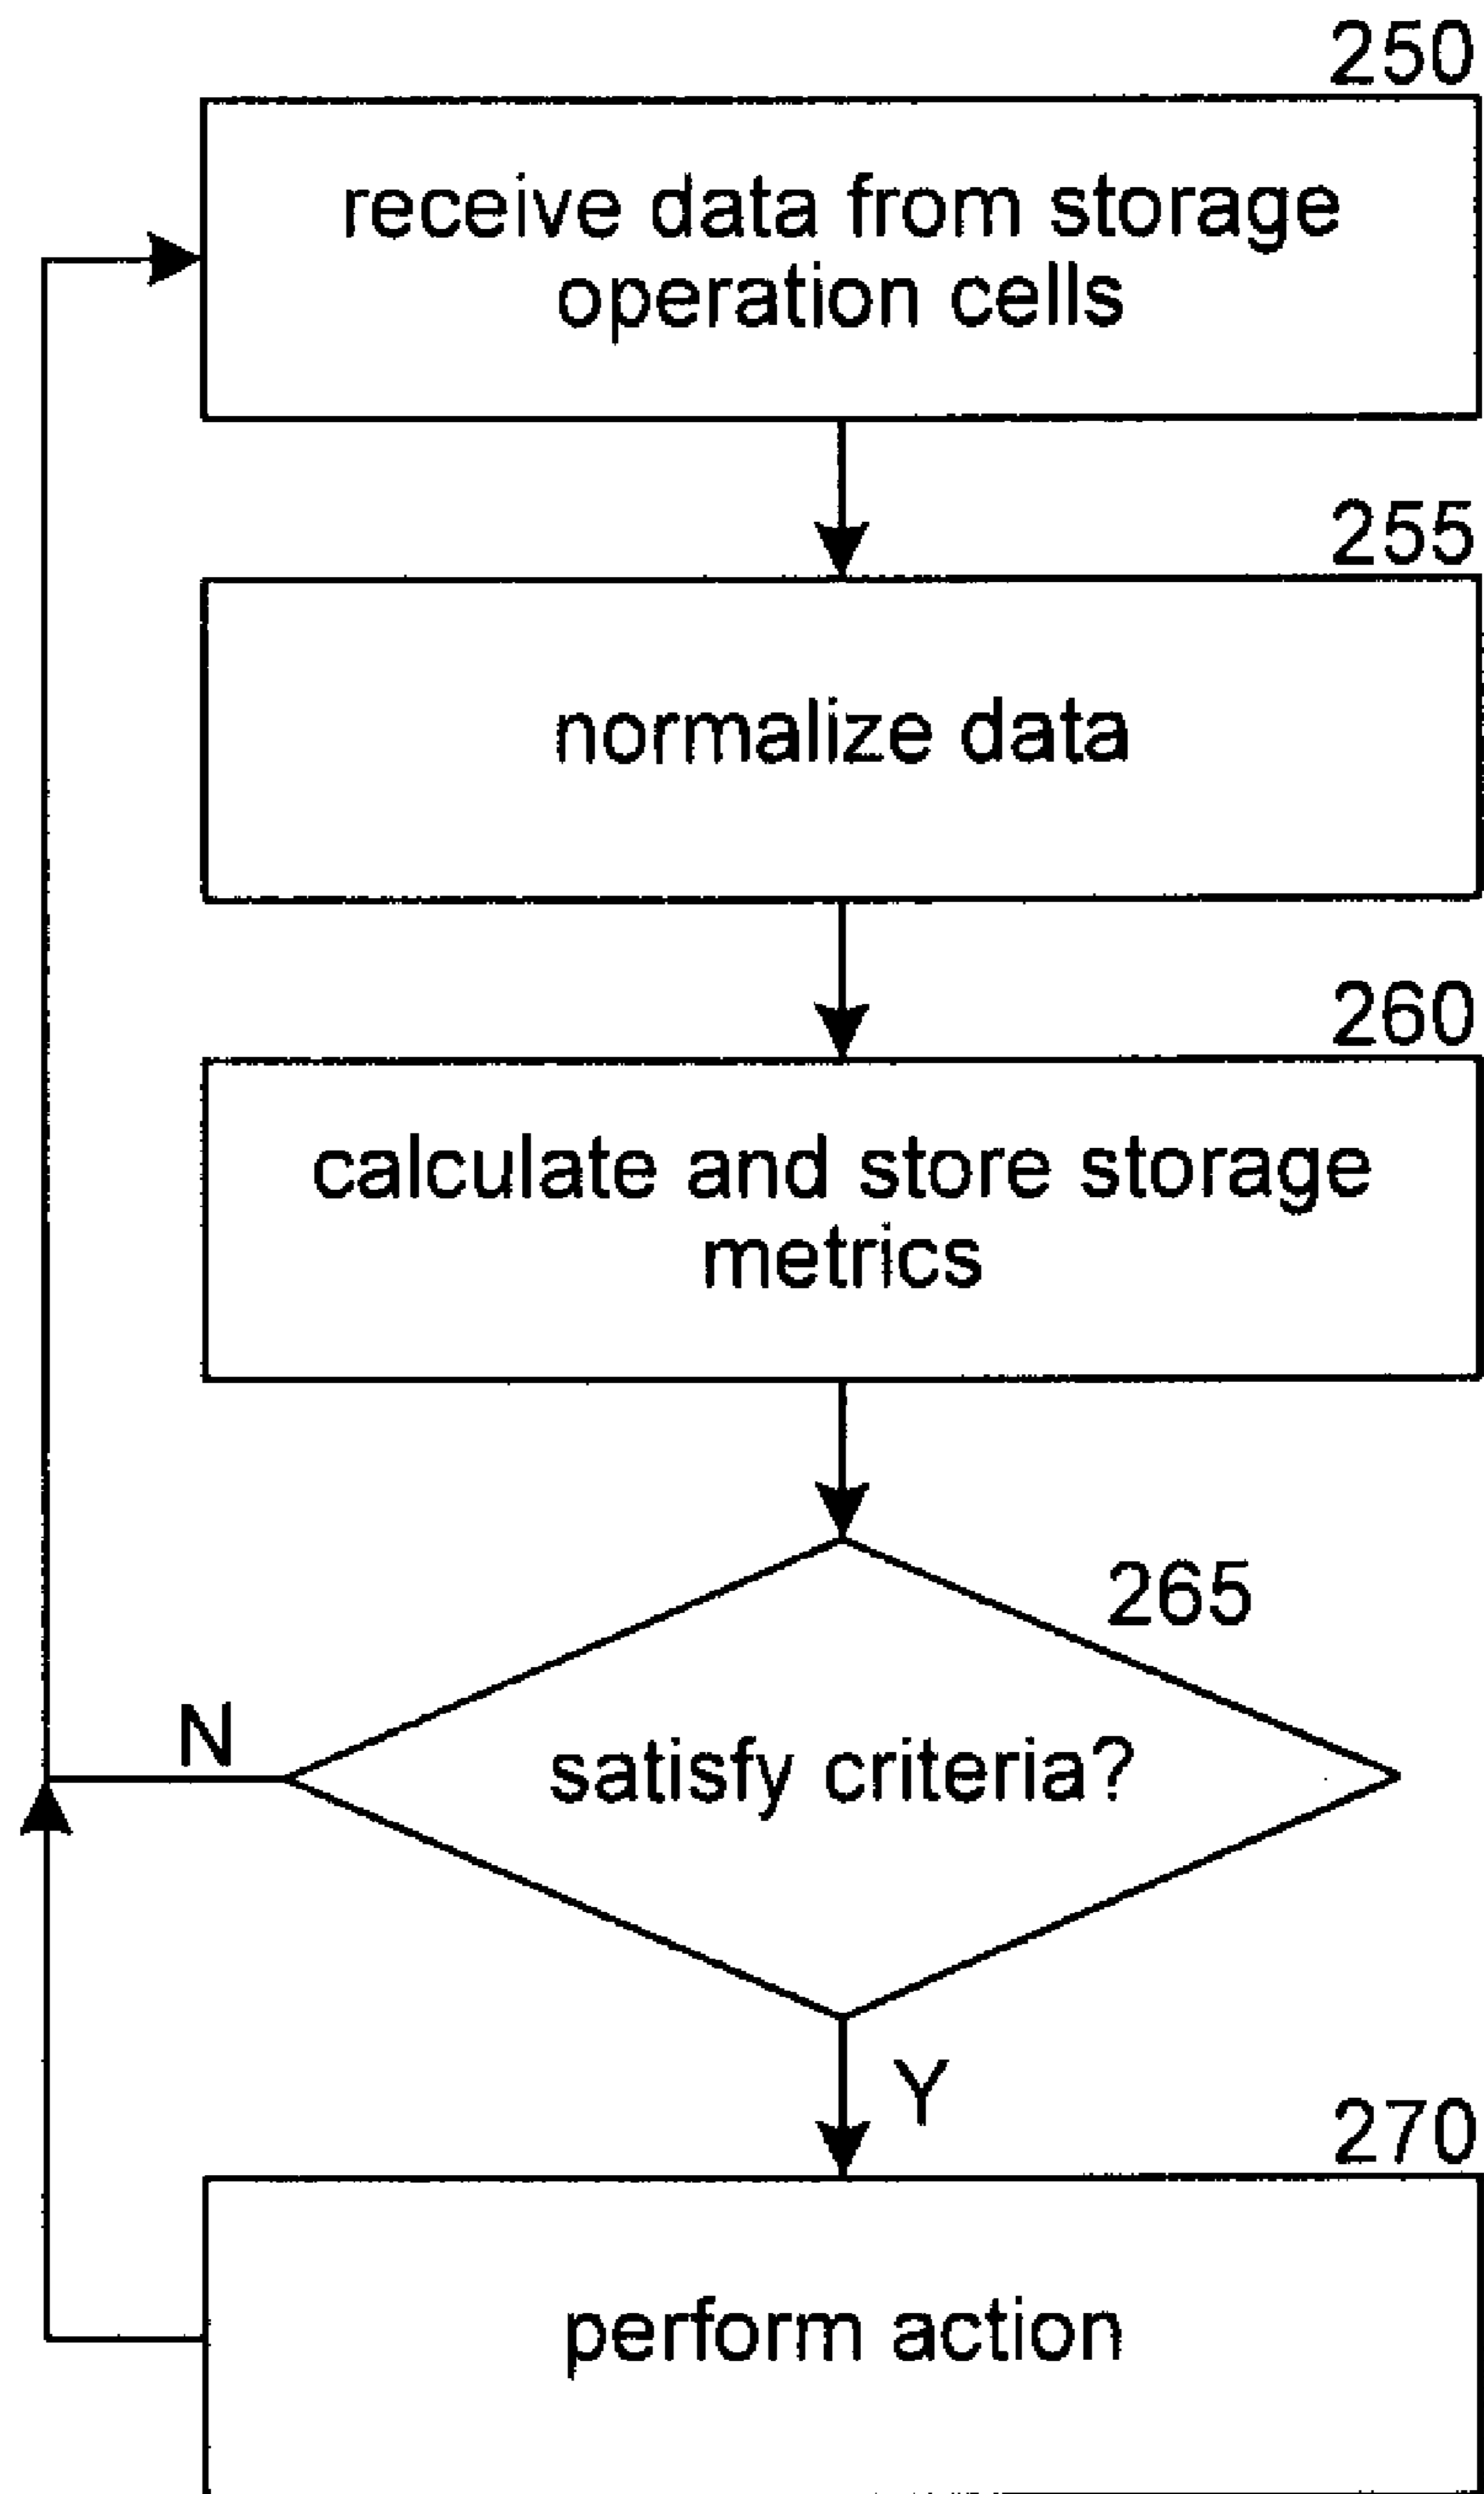 250
receive data from storage
operation cells
255
normalize data
260
calculate and store storage
metrics
265
satisfy criteria?
N
Y
270
perform action